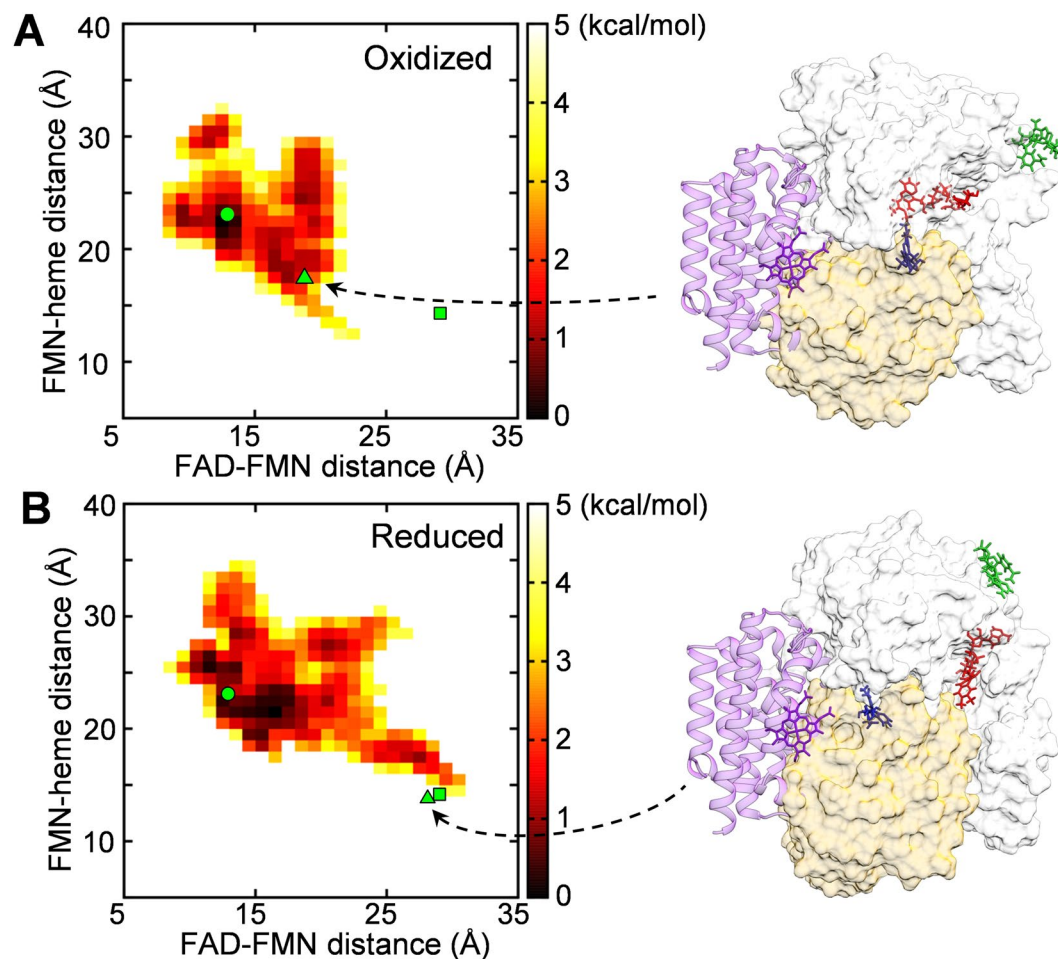 A
40
30
20
10
FMN-heme distance (Å)
Oxidized
5 (kcal/mol)
4
3
2
1
0
5
15
25
35
FAD-FMN distance (Å)
B
40
30
20
10
FMN-heme distance (Å)
Reduced
5 (kcal/mol)
4
3
2
1
0
5
15
25
35
FAD-FMN distance (Å)